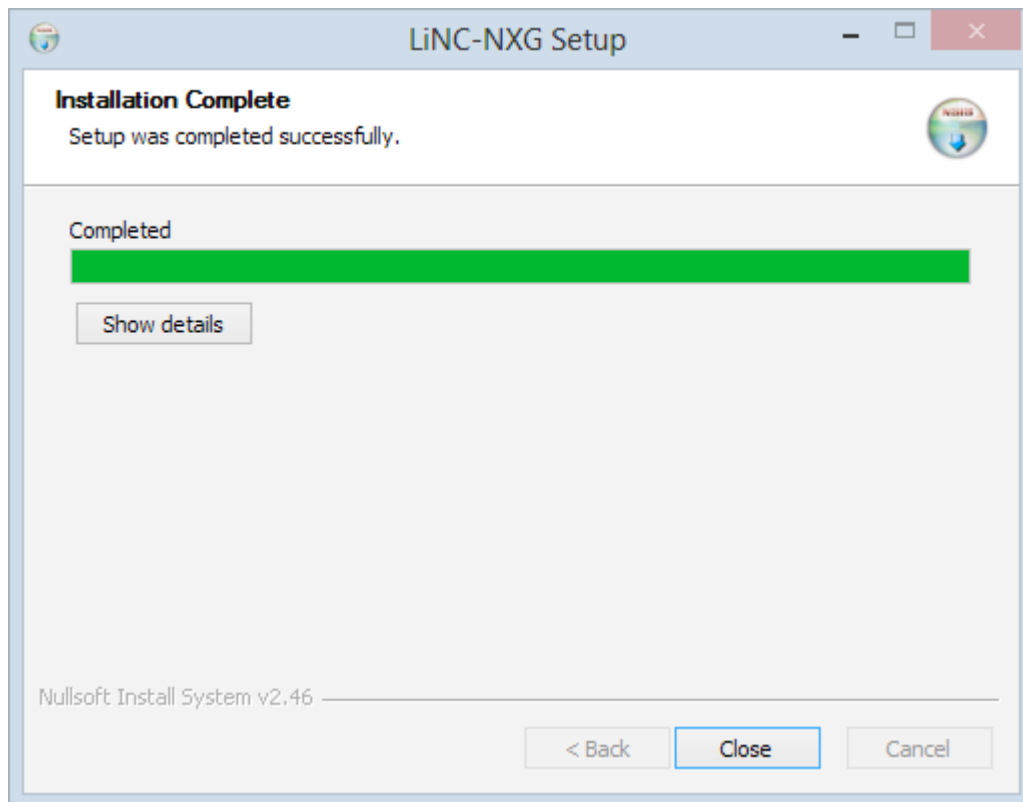 LiNC-NXG Setup
Installation Complete
Setup was completed successfully.
Completed
Show details
Nullsoft Install System v2.46
< Back
Close
Cancel